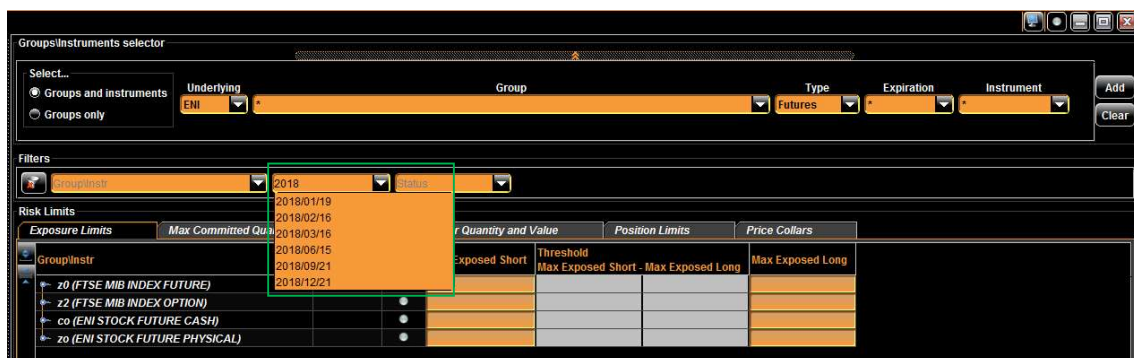 Groups\Instruments selector
Select...
Groups and instruments
Groups only
Underlying Group Type Expiration Instrument
ENI * Futures * *
Add
Clear
Filters
Group\Instr 2018 Status
2018/01/19
2018/02/16
2018/03/16
2018/06/15
2018/09/21
2018/12/21
Risk Limits
Exposure Limits Max Committed Qua r Quantity and Value Position Limits Price Collars
Group\Instr Exposed Short Threshold Max Exposed Long
Max Exposed Short - Max Exposed Long
z0 (FTSE MIB INDEX FUTURE)
z2 (FTSE MIB INDEX OPTION)
co (ENI STOCK FUTURE CASH)
zo (ENI STOCK FUTURE PHYSICAL)